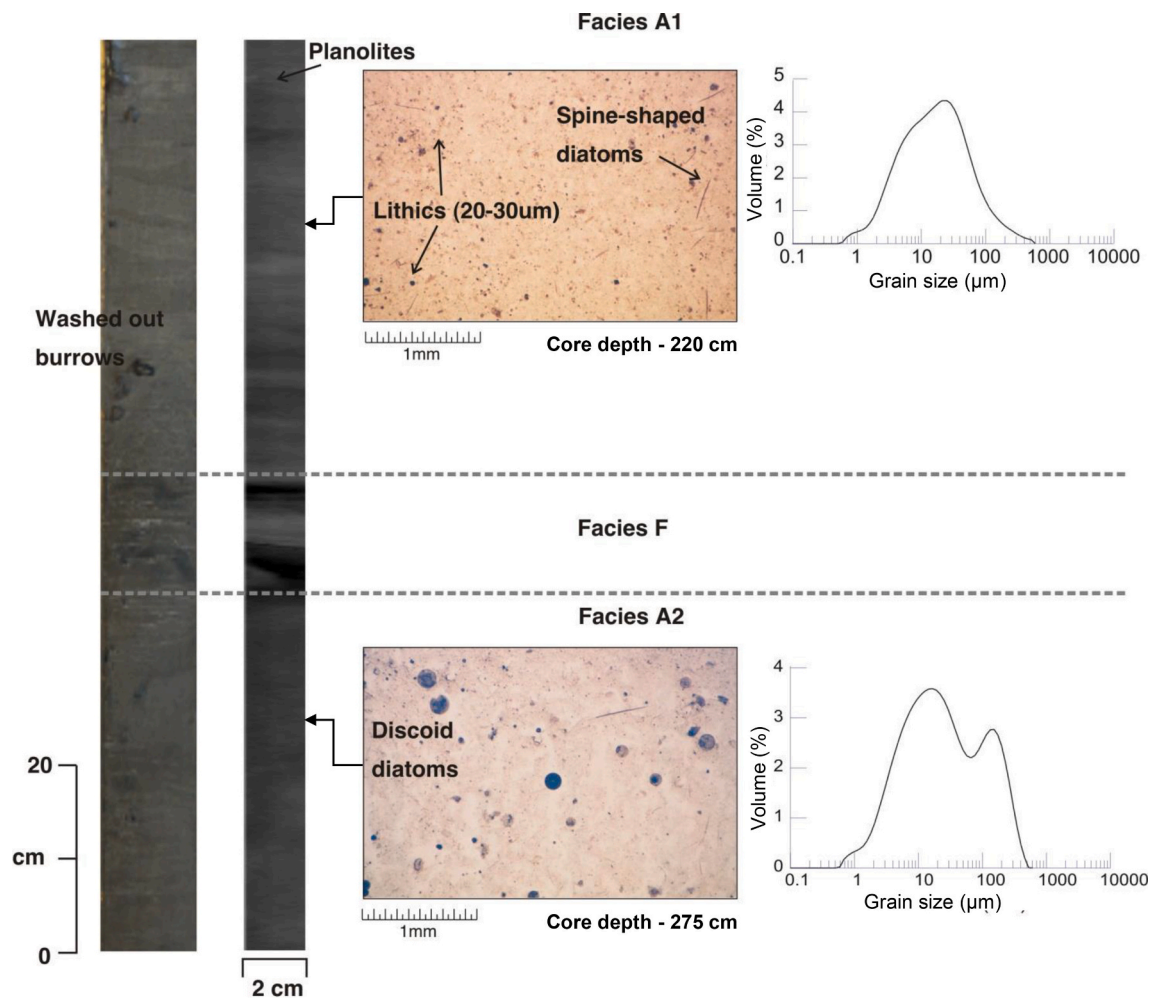 Facies A1
Planolites
Spine-shaped
diatoms
Lithics (20-30um)
1mm
Core depth - 220 cm
5
4
3
2
1
0
Volume (%)
0.1 1 10 100 1000 10000
Grain size (µm)
Washed out
burrows
Facies F
Facies A2
Discoid
diatoms
1mm
Core depth - 275 cm
4
3
2
1
0
Volume (%)
0.1 1 10 100 1000 10000
Grain size (µm)
20
cm
0
2 cm